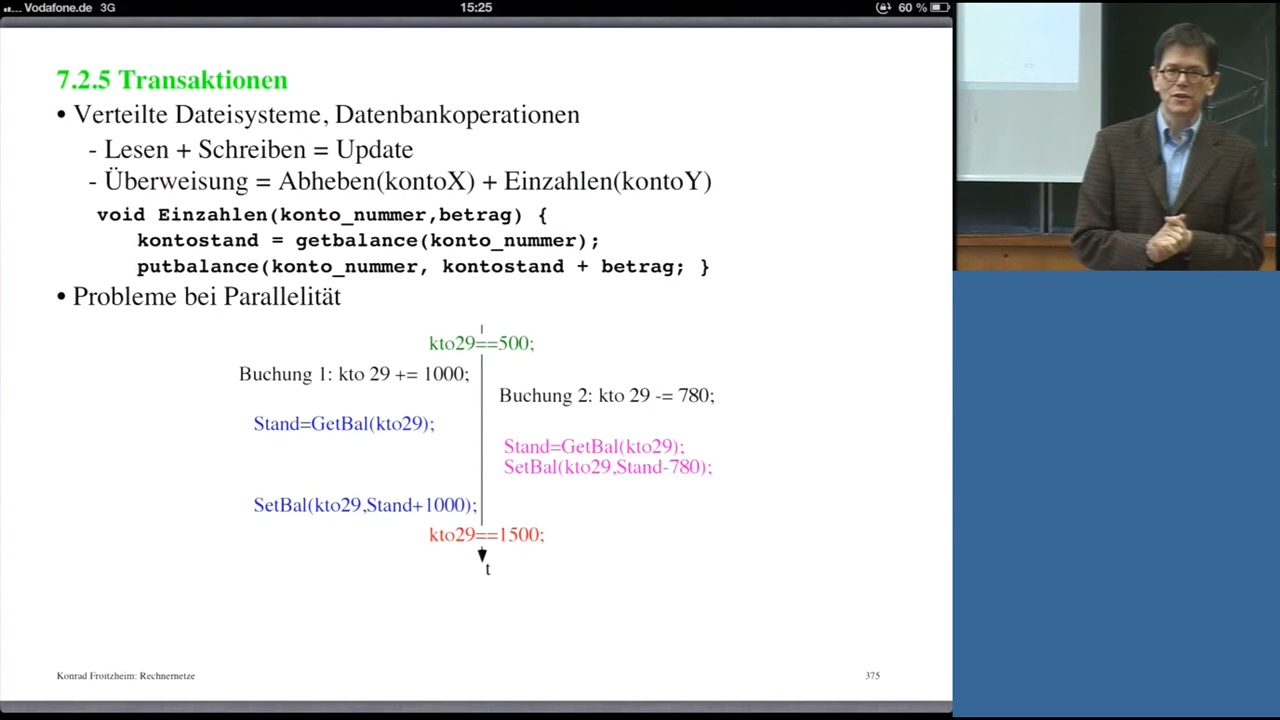 Vodafone.de 3G 15:25 60 %
7.2.5 Transaktionen
• Verteilte Dateisysteme, Datenbankoperationen
- Lesen + Schreiben = Update
- Überweisung = Abheben(kontoX) + Einzahlen(kontoY)
void Einzahlen(konto_nummer,betrag) {
kontostand = getbalance(konto_nummer);
putbalance(konto_nummer, kontostand + betrag; }
• Probleme bei Parallelität
kto29==500;
Buchung 1: kto 29 += 1000;
Buchung 2: kto 29 -= 780;
Stand=GetBal(kto29);
Stand=GetBal(kto29);
SetBal(kto29,Stand-780);
SetBal(kto29,Stand+1000);
kto29==1500;
t
Konrad Froitzheim: Rechnernetze 375